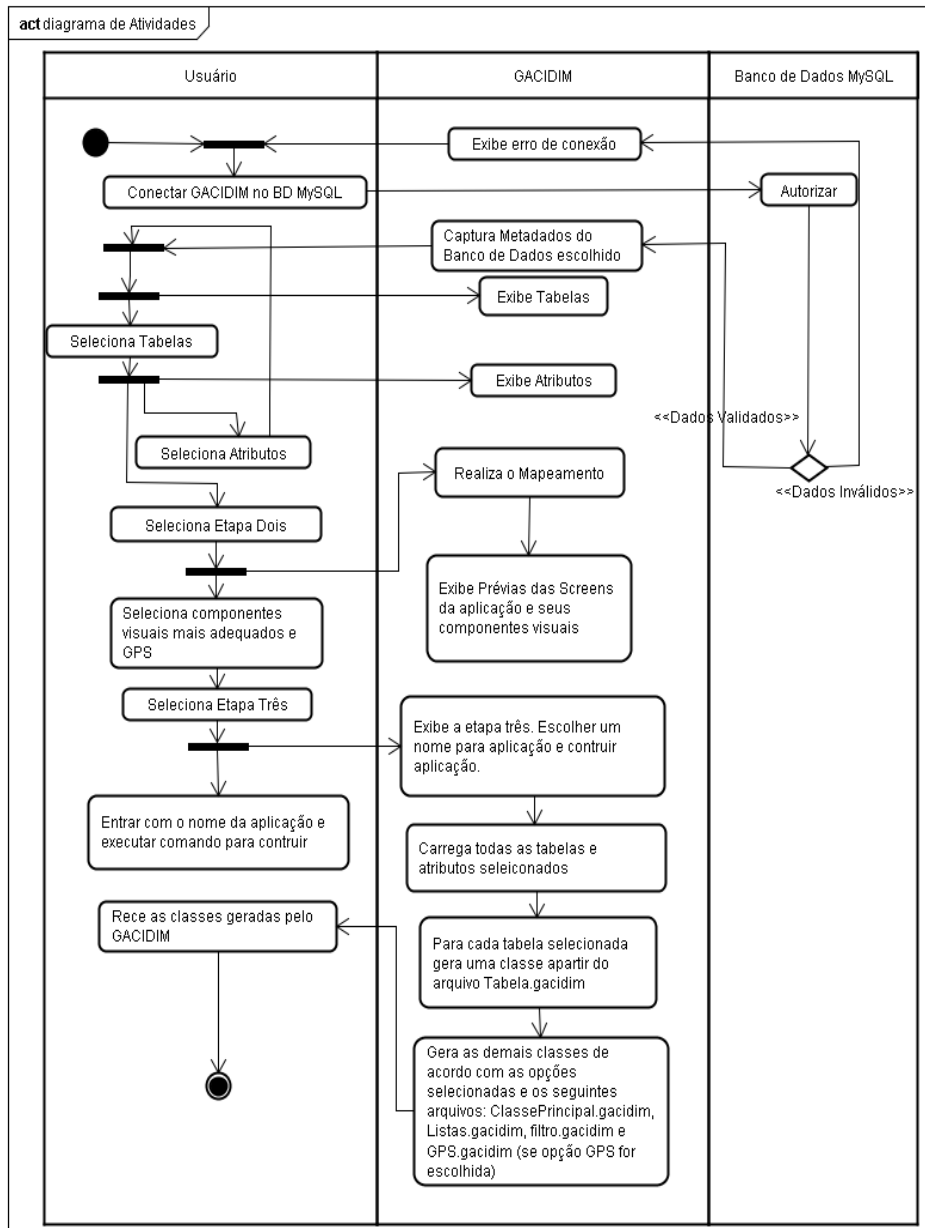 act diagrama de Atividades
Usuário
GACIDIM
Banco de Dados MySQL
Exibe erro de conexão
Conectar GACIDIM no BD MySQL
Autorizar
Captura Metadados do
Banco de Dados escolhido
Exibe Tabelas
Seleciona Tabelas
Exibe Atributos
<<Dados Validados>>
Seleciona Atributos
Realiza o Mapeamento
<<Dados Inválidos>>
Seleciona Etapa Dois
Exibe Prévias das Screens
da aplicação e seus
componentes visuais
Seleciona componentes
visuais mais adequados e
GPS
Seleciona Etapa Três
Exibe a etapa três. Escolher um
nome para aplicação e contruir
aplicação.
Entrar com o nome da aplicação e
executar comando para contruir
Carrega todas as tabelas e
atributos seleicionados
Rece as classes geradas pelo
GACIDIM
Para cada tabela selecionada
gera uma classe apartir do
arquivo Tabela.gacidim
Gera as demais classes de
acordo com as opções
selecionadas e os seguintes
arquivos: ClassePrincipal.gacidim,
Listas.gacidim, filtro.gacidim e
GPS.gacidim (se opção GPS for
escolhida)